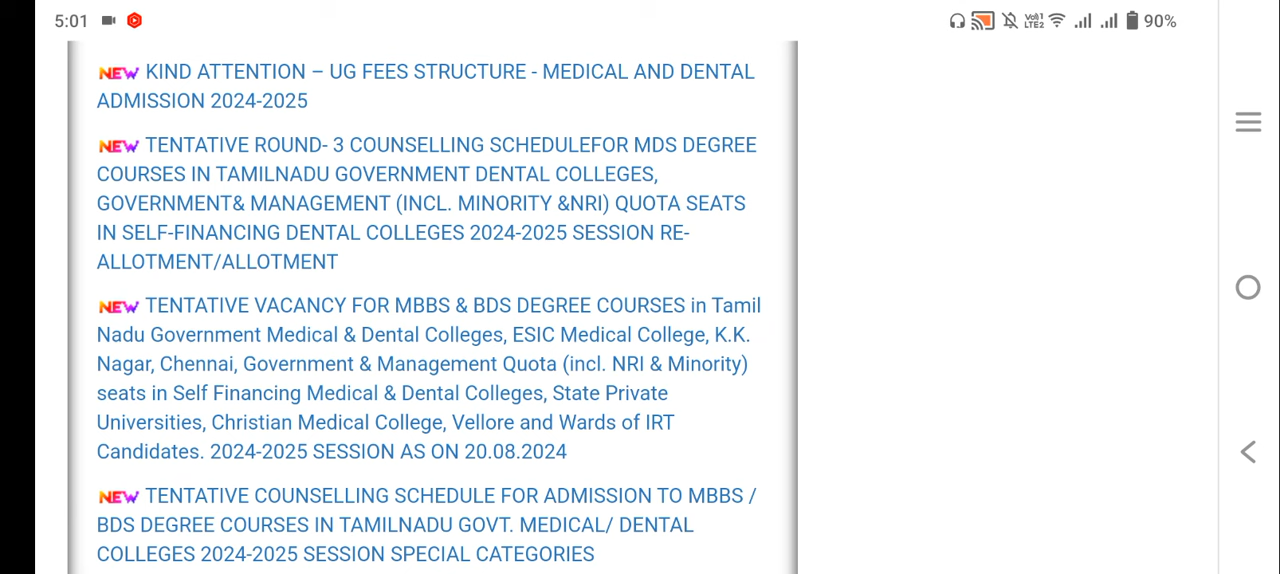 5:01
Vo)) 1
LTE2
90%
NEW KIND ATTENTION – UG FEES STRUCTURE - MEDICAL AND DENTAL
ADMISSION 2024-2025
NEW TENTATIVE ROUND- 3 COUNSELLING SCHEDULEFOR MDS DEGREE
COURSES IN TAMILNADU GOVERNMENT DENTAL COLLEGES,
GOVERNMENT& MANAGEMENT (INCL. MINORITY &NRI) QUOTA SEATS
IN SELF-FINANCING DENTAL COLLEGES 2024-2025 SESSION RE-
ALLOTMENT/ALLOTMENT
NEW TENTATIVE VACANCY FOR MBBS & BDS DEGREE COURSES in Tamil
Nadu Government Medical & Dental Colleges, ESIC Medical College, K.K.
Nagar, Chennai, Government & Management Quota (incl. NRI & Minority)
seats in Self Financing Medical & Dental Colleges, State Private
Universities, Christian Medical College, Vellore and Wards of IRT
Candidates. 2024-2025 SESSION AS ON 20.08.2024
NEW TENTATIVE COUNSELLING SCHEDULE FOR ADMISSION TO MBBS /
BDS DEGREE COURSES IN TAMILNADU GOVT. MEDICAL/ DENTAL
COLLEGES 2024-2025 SESSION SPECIAL CATEGORIES